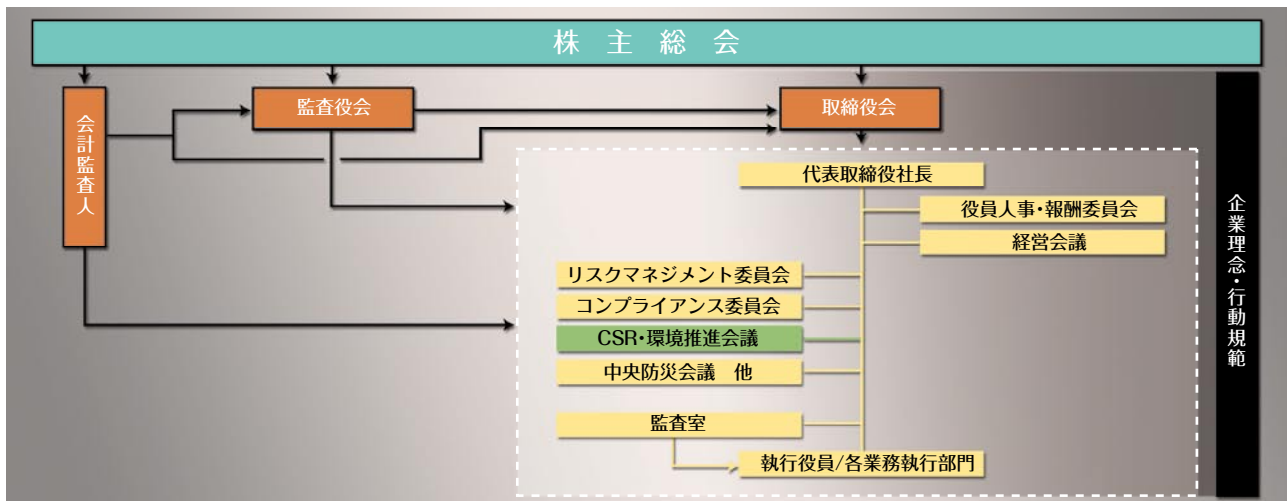 株主総会
会計監査人
監査役会
取締役会
代表取締役社長
役員人事・報酬委員会
経営会議
リスクマネジメント委員会
コンプライアンス委員会
CSR・環境推進会議
中央防災会議　他
監査室
執行役員/各業務執行部門
企業理念・行動規範